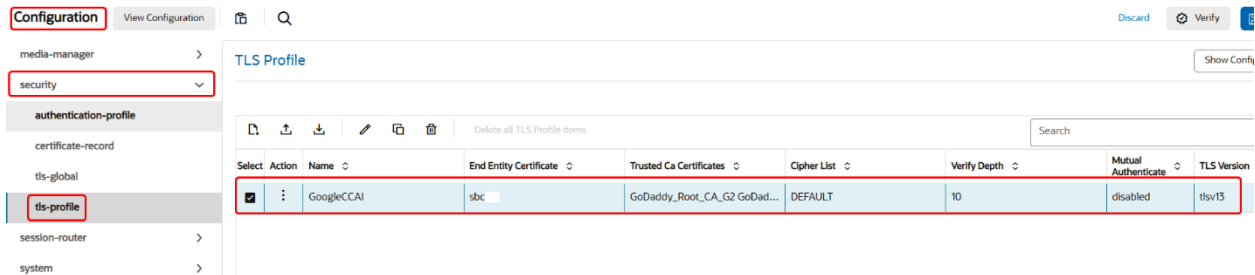 Configuration View Configuration Discard Verify
media-manager
TLS Profile Show Config
security
authentication-profile
Delete all TLS Profile items Search
certificate-record
Select Action Name End Entity Certificate Trusted Ca Certificates Cipher List Verify Depth Mutual Authenticate TLS Version
tls-global
GoogleCCAI sbc GoDaddy_Root_CA_G2 GoDad... DEFAULT 10 disabled tlsv13
tls-profile
session-router
system